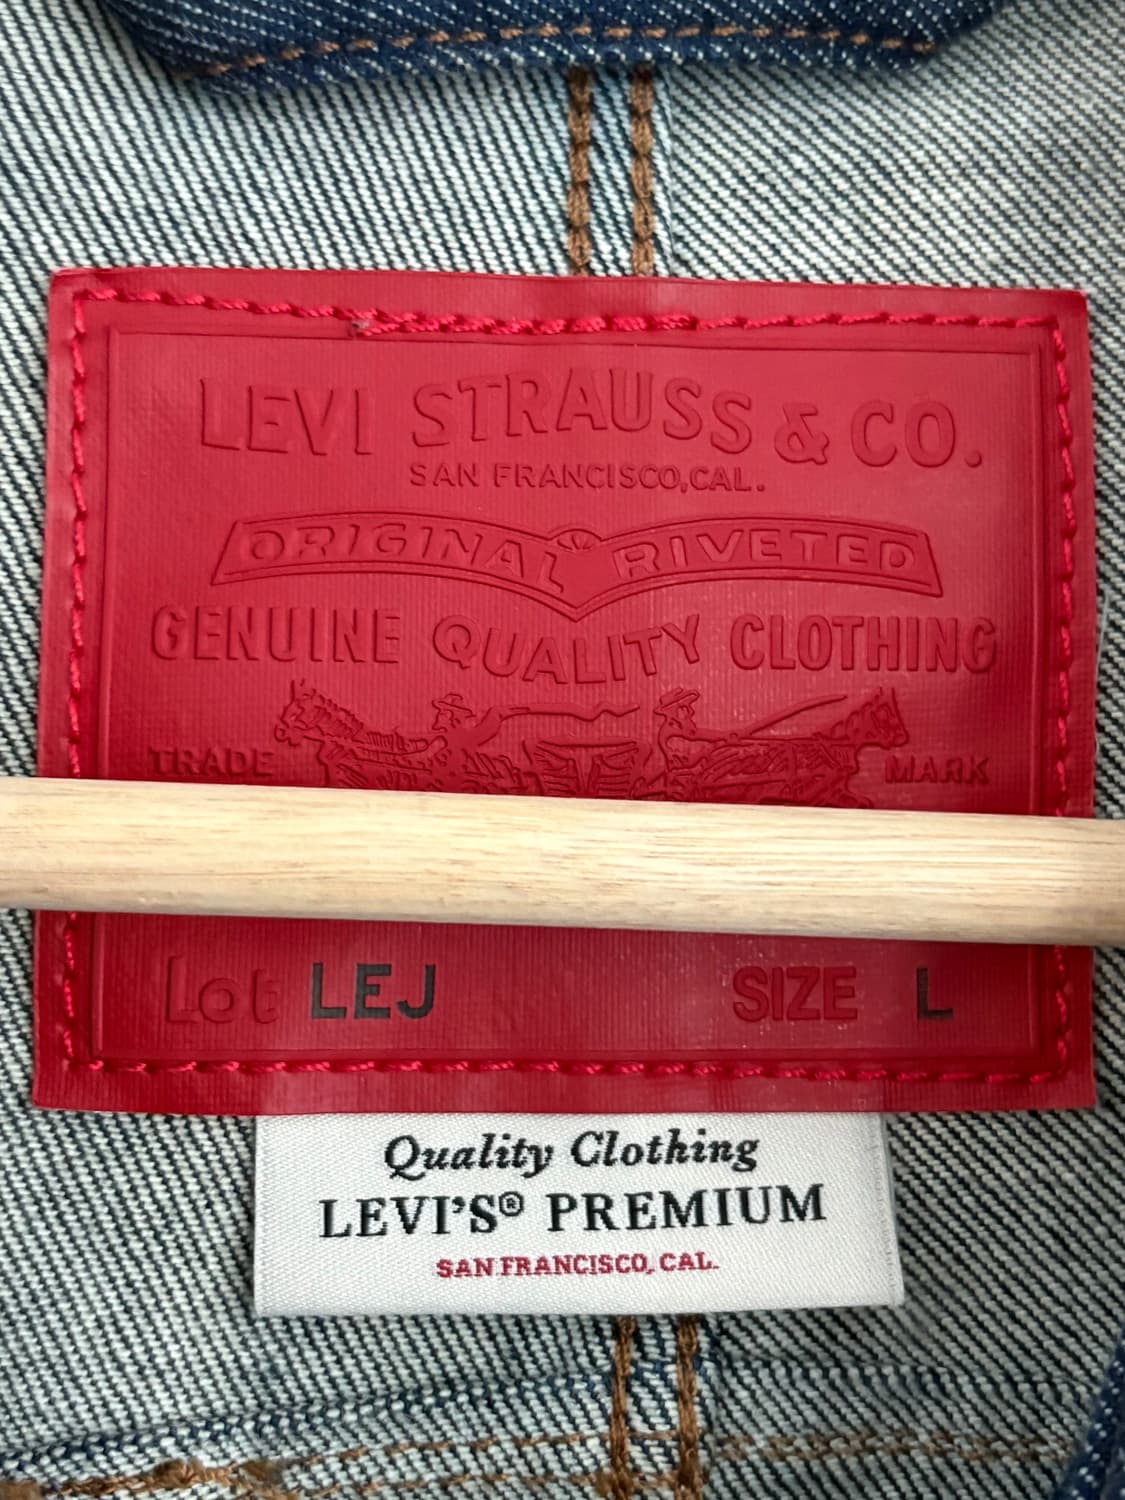 LEVI STRAUSS & CO.
SAN FRANCISCO, CAL.
ORIGINAL RIVETED
GENUINE QUALITY CLOTHING
TRADE MARK
Lot LEJ SIZE L
Quality Clothing
LEVI'S® PREMIUM
SAN FRANCISCO, CAL.